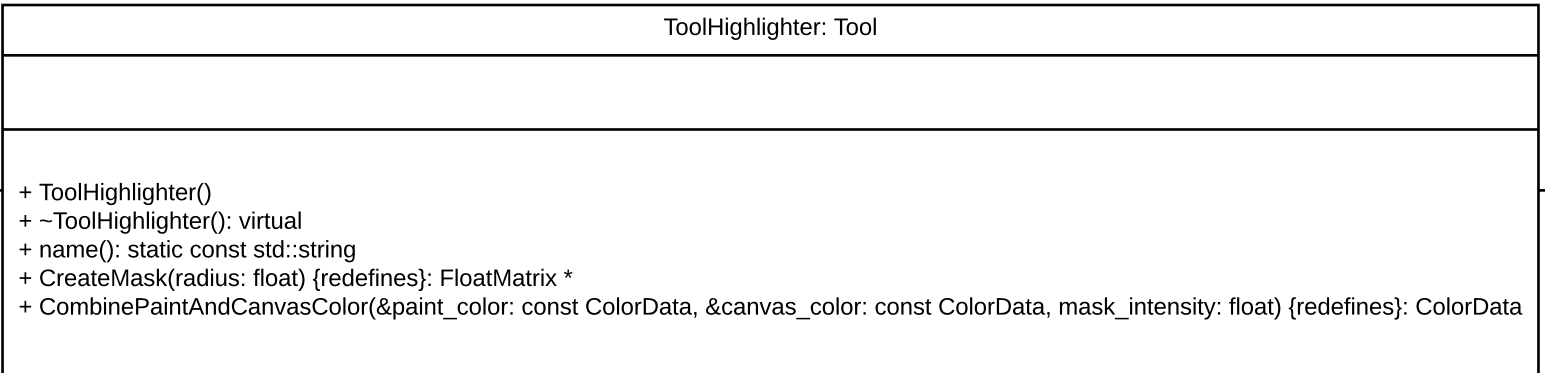 ToolHighlighter: Tool
+ ToolHighlighter()
+ ~ToolHighlighter(): virtual
+ name(): static const std::string
+ CreateMask(radius: float) {redefines}: FloatMatrix *
+ CombinePaintAndCanvasColor(&paint_color: const ColorData, &canvas_color: const ColorData, mask_intensity: float) {redefines}: ColorData